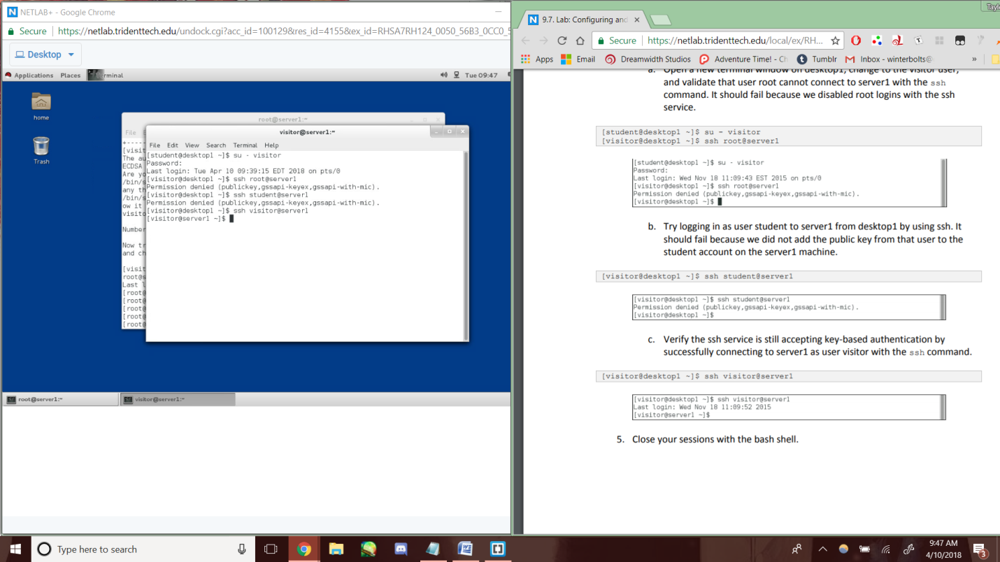 NETLAB+ - Google Chrome
Secure | https://netlab.tridenttech.edu/undock.cgi?acc_id=100129&res_id=4155&ex_id=RHSA7RH124_0050_56B3_0CC0_5
Desktop
Applications Places Terminal Tue 09:47
home
Trash
root@server1:~
File
+-----
[visit
The au
ECDSA
Are yo
/bin/s
any th
/bin/s
ow it
visito
Number
Now tr
and ch
[visit
root@s
Last l
[root@
[root@
[root@
[root@
[root@
visitor@server1:~
File Edit View Search Terminal Help
[student@desktop1 ~]$ su - visitor
Password:
Last login: Tue Apr 10 09:39:15 EDT 2018 on pts/0
[visitor@desktop1 ~]$ ssh root@server1
Permission denied (publickey,gssapi-keyex,gssapi-with-mic).
[visitor@desktop1 ~]$ ssh student@server1
Permission denied (publickey,gssapi-keyex,gssapi-with-mic).
[visitor@desktop1 ~]$ ssh visitor@server1
[visitor@server1 ~]$
root@server1:~
visitor@server1:~
Tayl
9.7. Lab: Configuring and
Secure | https://netlab.tridenttech.edu/local/ex/RH...
Apps Email Dreamwidth Studios Adventure Time! - Ch Tumblr Inbox - winterbolts@ »
a. Open a new terminal window on desktop1, change to the visitor user,
and validate that user root cannot connect to server1 with the ssh
command. It should fail because we disabled root logins with the ssh
service.
[student@desktop1 ~]$ su - visitor
[visitor@desktop1 ~]$ ssh root@server1
[student@desktop1 ~]$ su - visitor
Password:
Last login: Wed Nov 18 11:09:43 EST 2015 on pts/0
[visitor@desktop1 ~]$ ssh root@server1
Permission denied (publickey,gssapi-keyex,gssapi-with-mic).
[visitor@desktop1 ~]$
b. Try logging in as user student to server1 from desktop1 by using ssh. It
should fail because we did not add the public key from that user to the
student account on the server1 machine.
[visitor@desktop1 ~]$ ssh student@server1
[visitor@desktop1 ~]$ ssh student@server1
Permission denied (publickey,gssapi-keyex,gssapi-with-mic).
[visitor@desktop1 ~]$
c. Verify the ssh service is still accepting key-based authentication by
successfully connecting to server1 as user visitor with the ssh command.
[visitor@desktop1 ~]$ ssh visitor@server1
[visitor@desktop1 ~]$ ssh visitor@server1
Last login: Wed Nov 18 11:09:52 2015
[visitor@server1 ~]$
5. Close your sessions with the bash shell.
Type here to search
9:47 AM
4/10/2018
3